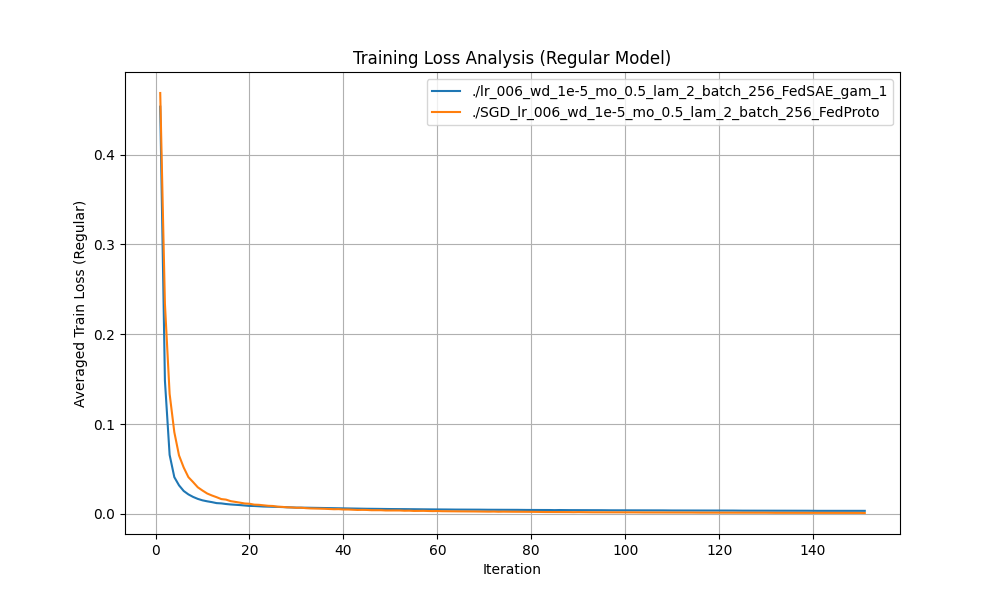 Training Loss Analysis (Regular Model)
./lr_006_wd_1e-5_mo_0.5_lam_2_batch_256_FedSAE_gam_1
./SGD_lr_006_wd_1e-5_mo_0.5_lam_2_batch_256_FedProto
Averaged Train Loss (Regular)
0.4
0.3
0.2
0.1
0.0
0 20 40 60 80 100 120 140
Iteration